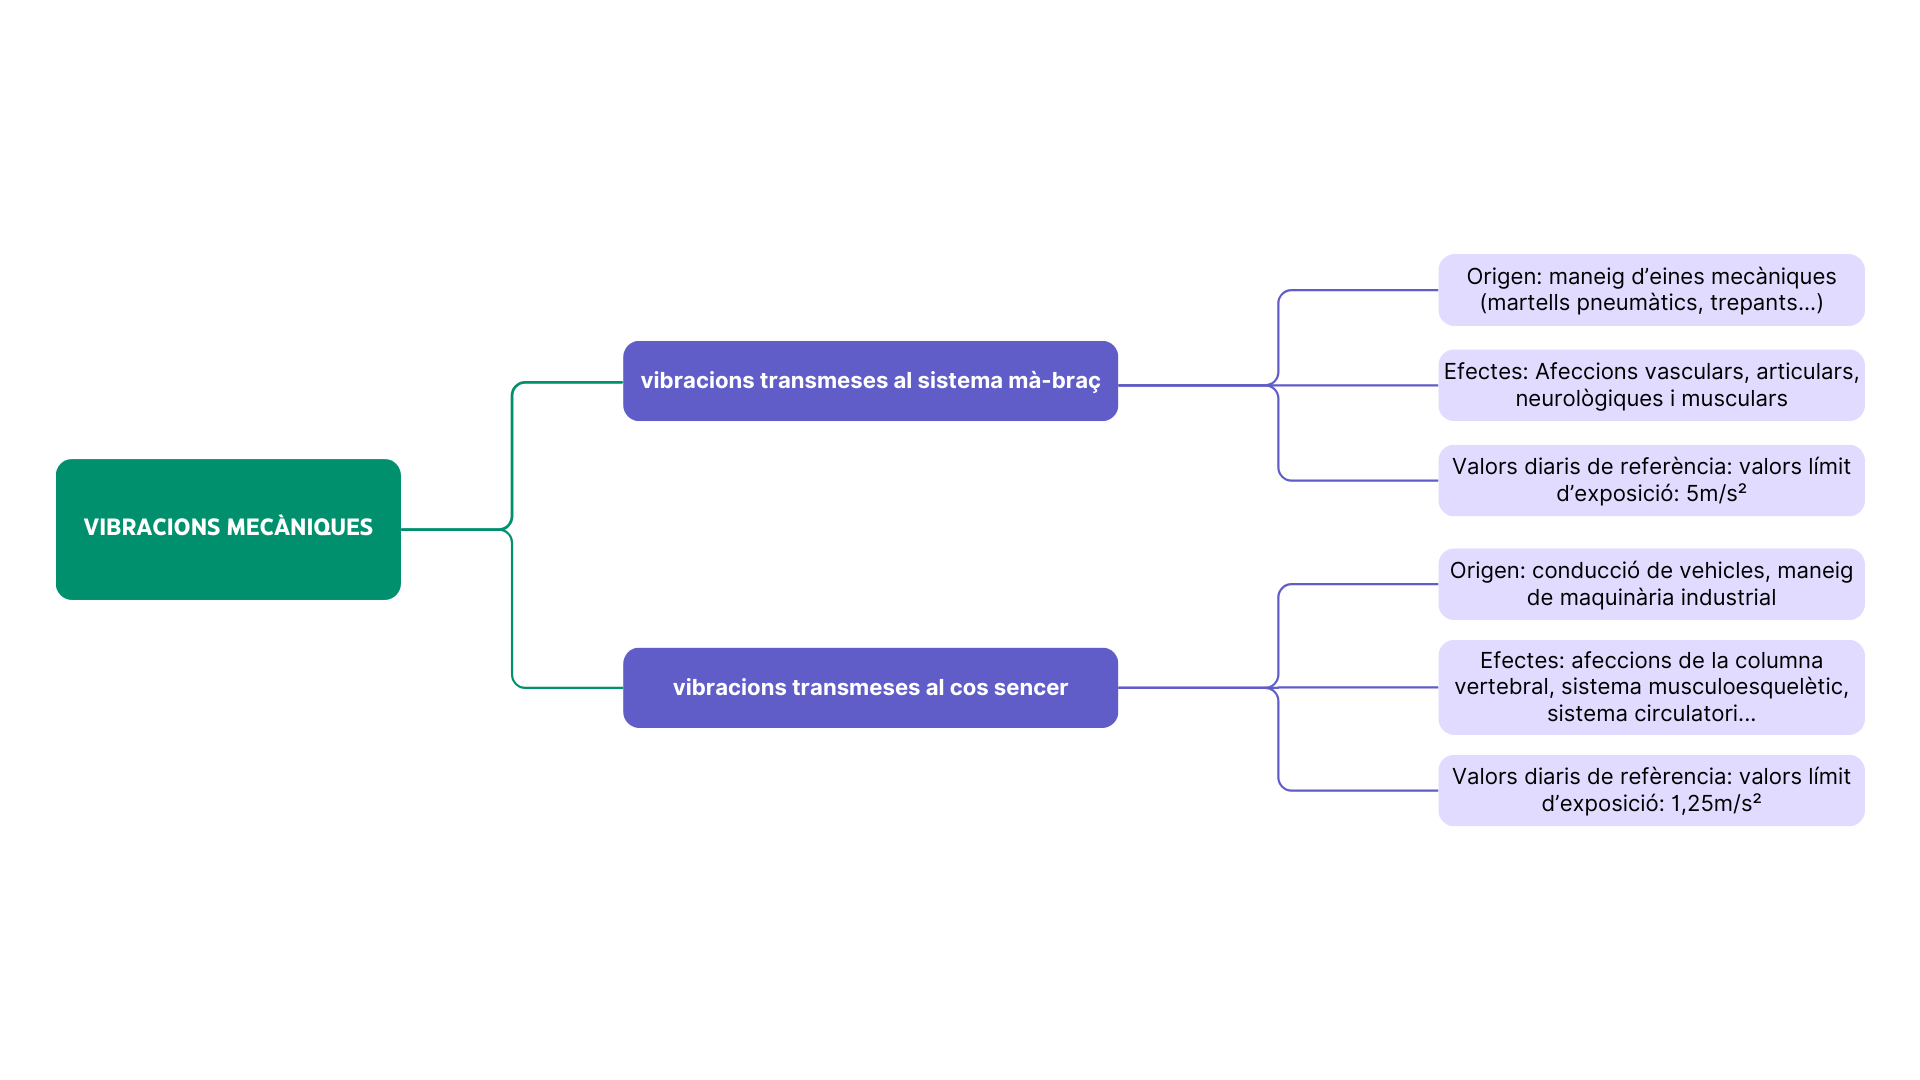 VIBRACIONS MECÀNIQUES
vibracions transmeses al sistema mà-braç
Origen: maneig d’eines mecàniques
(martells pneumàtics, trepants...)
Efectes: Afeccions vasculars, articulars,
neurològiques i musculars
Valors diaris de referència: valors límit
d’exposició: 5m/s²
vibracions transmeses al cos sencer
Origen: conducció de vehicles, maneig
de maquinària industrial
Efectes: afeccions de la columna
vertebral, sistema musculoesquelètic,
sistema circulatori...
Valors diaris de refèrencia: valors límit
d’exposició: 1,25m/s²